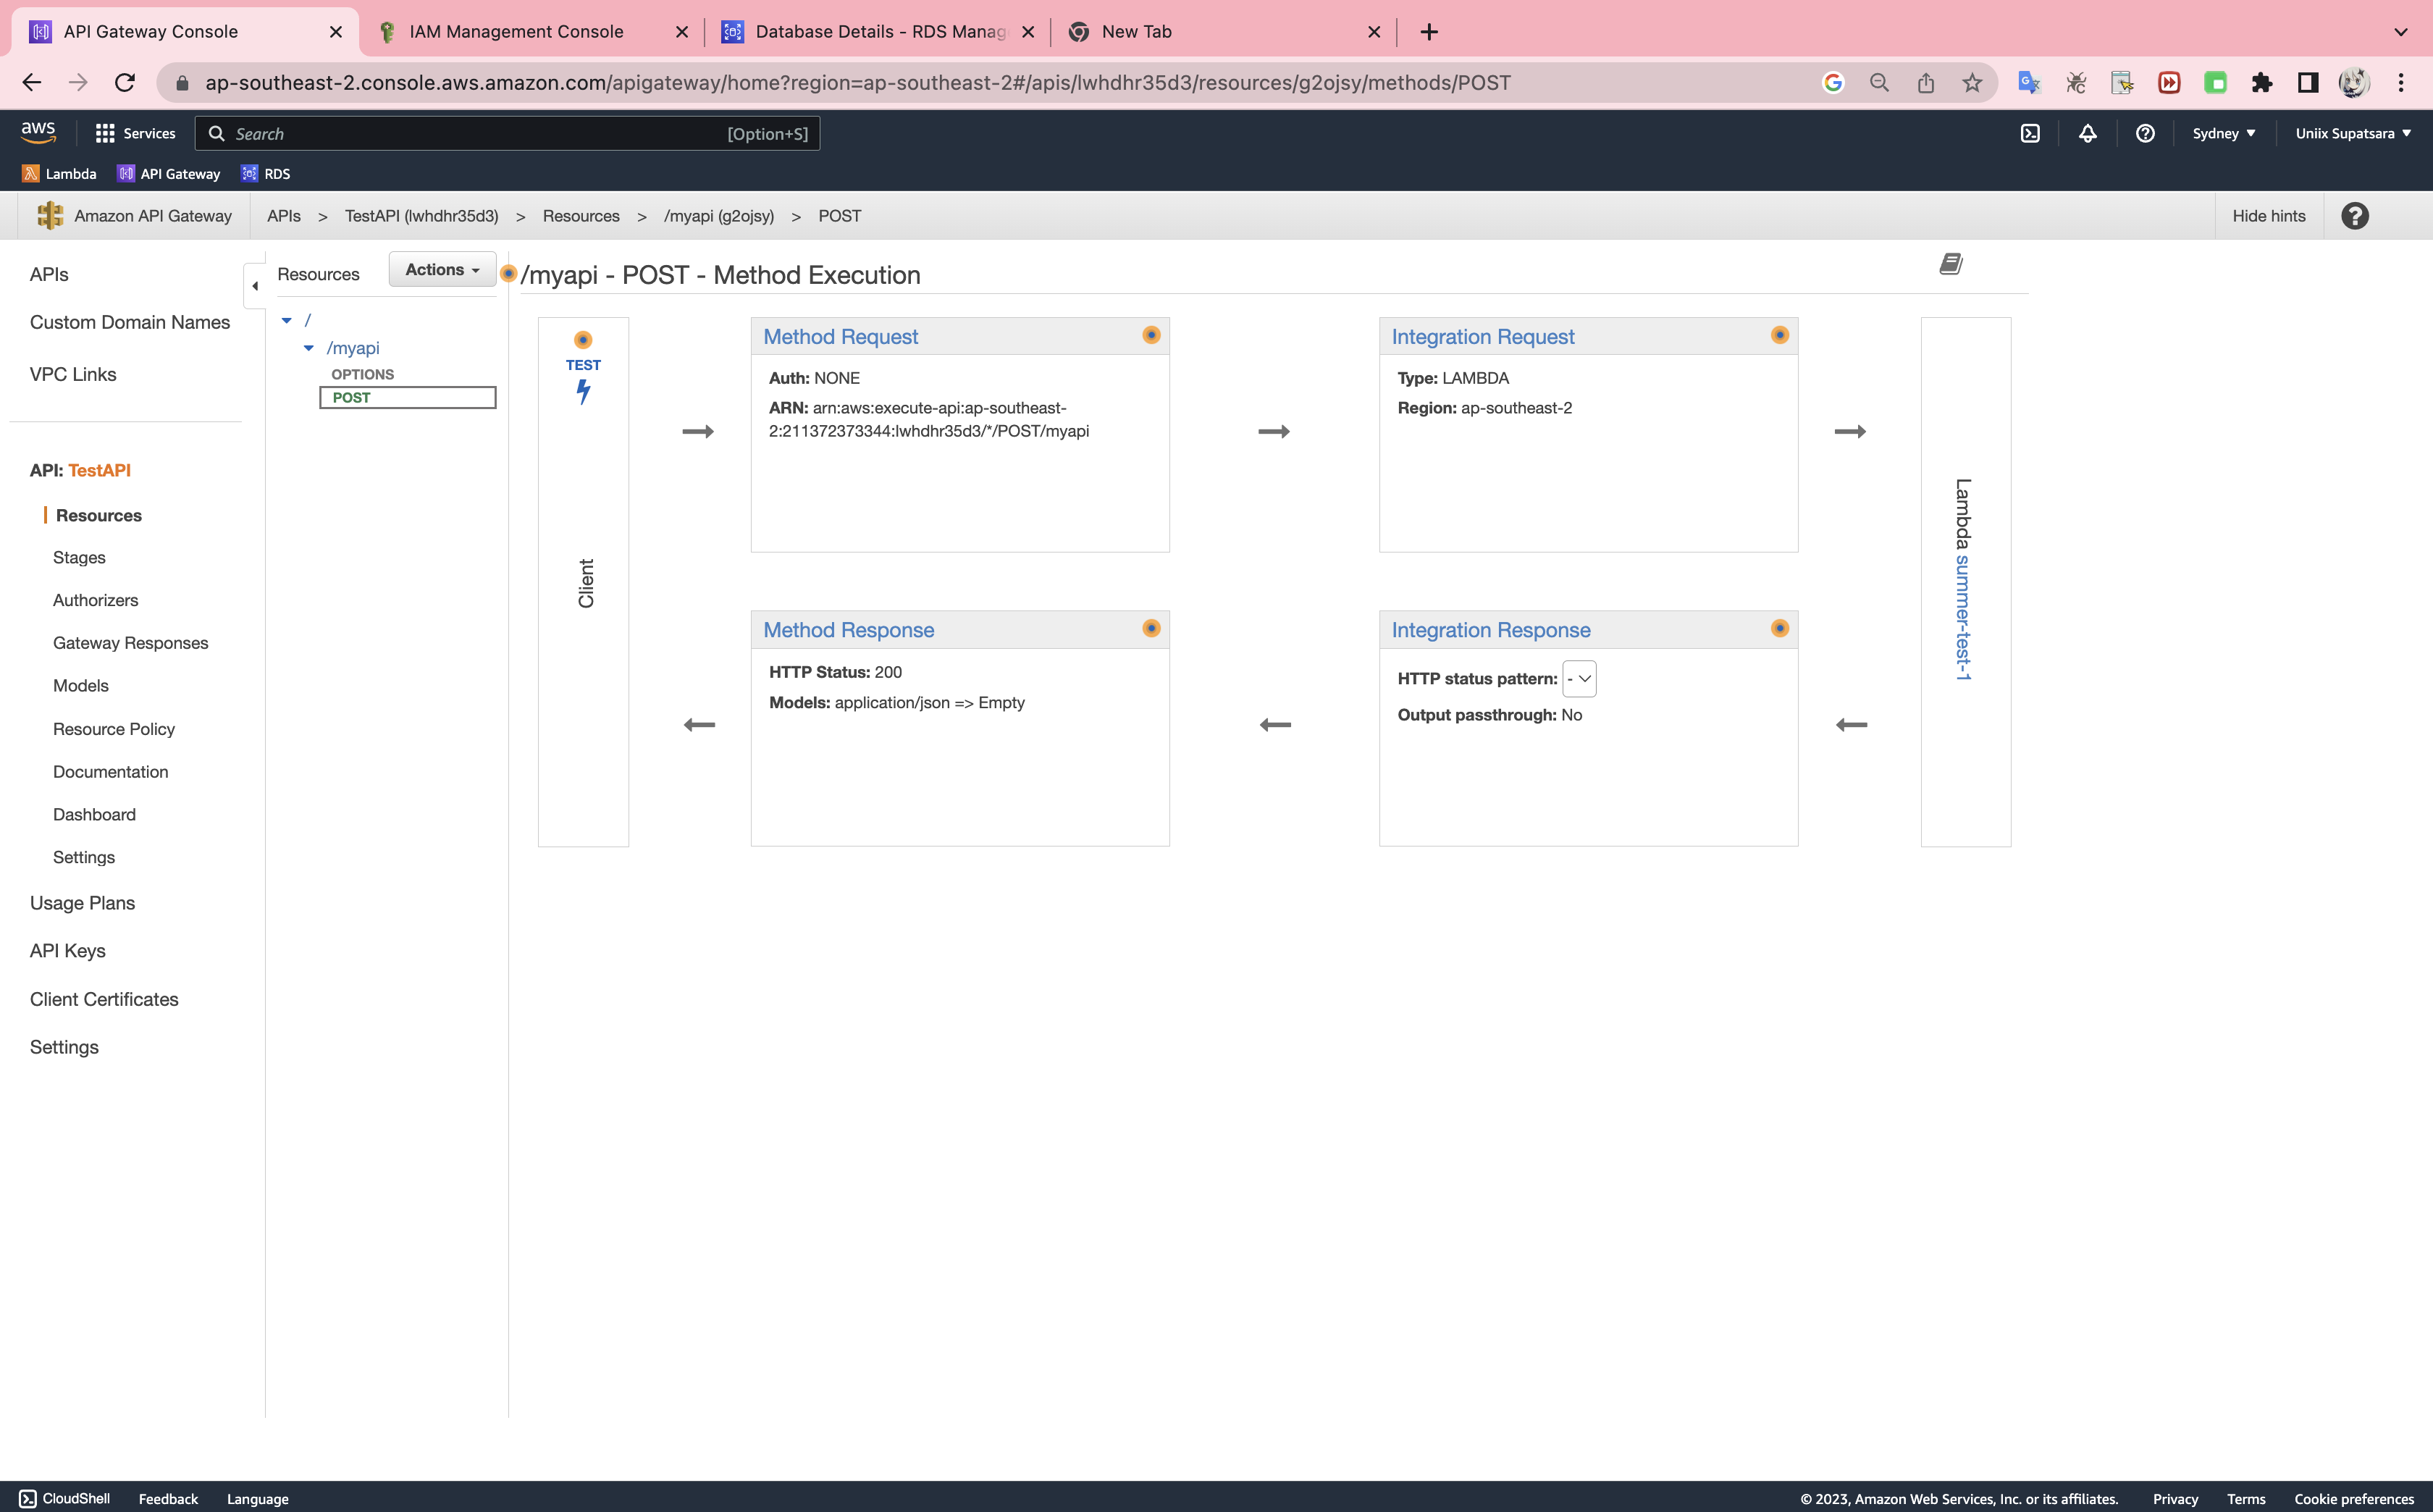 API Gateway Console
IAM Management Console
Database Details - RDS Manag
New Tab
ap-southeast-2.console.aws.amazon.com/apigateway/home?region=ap-southeast-2#/apis/lwhdhr35d3/resources/g2ojsy/methods/POST
aws
Services
Search
[Option+S]
Sydney
Uniix Supatsara
Lambda
API Gateway
RDS
Amazon API Gateway
APIs > TestAPI (lwhdhr35d3) > Resources > /myapi (g2ojsy) > POST
Hide hints
APIs
Custom Domain Names
VPC Links
API: TestAPI
Resources
Stages
Authorizers
Gateway Responses
Models
Resource Policy
Documentation
Dashboard
Settings
Usage Plans
API Keys
Client Certificates
Settings
Resources
Actions
/
/myapi
OPTIONS
POST
/myapi - POST - Method Execution
TEST
Client
Method Request
Auth: NONE
ARN: arn:aws:execute-api:ap-southeast-
2:211372373344:lwhdhr35d3/*/POST/myapi
Integration Request
Type: LAMBDA
Region: ap-southeast-2
Lambda summer-test-1
Method Response
HTTP Status: 200
Models: application/json => Empty
Integration Response
HTTP status pattern: -
Output passthrough: No
CloudShell
Feedback
Language
© 2023, Amazon Web Services, Inc. or its affiliates.
Privacy
Terms
Cookie preferences